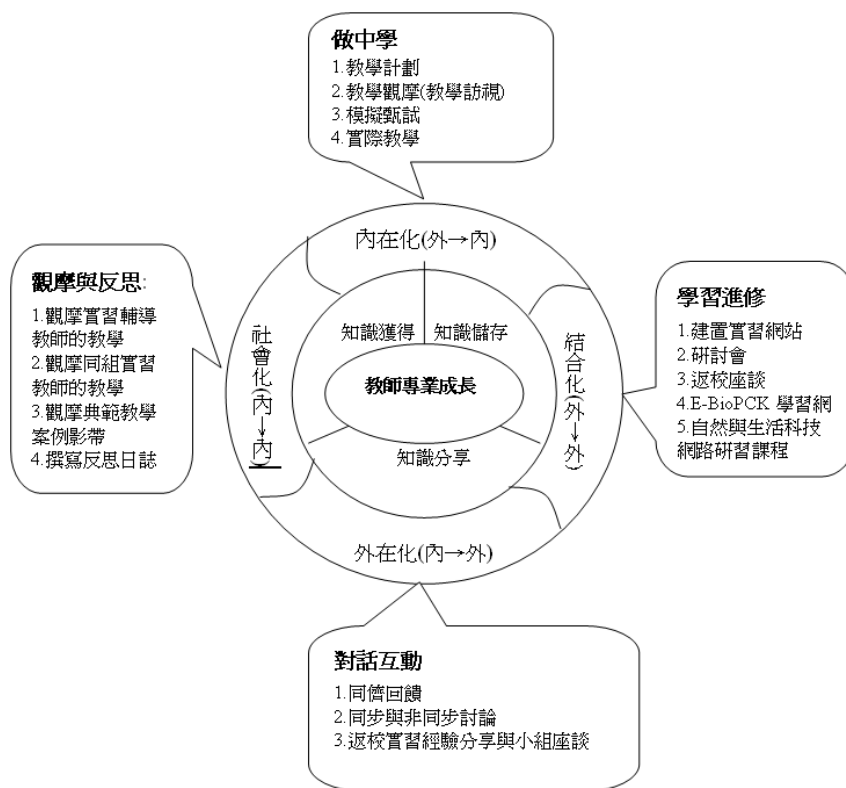 做中學
1.教學計劃
2.教學觀摩(教學訪視)
3.模擬甄試
4.實際教學
內在化(外→內)
觀摩與反思:
1.觀摩實習輔導
教師的教學
2.觀摩同組實習
教師的教學
3.觀摩典範教學
案例影帶
4.撰寫反思日誌
社會化(內→內)
知識獲得
知識儲存
教師專業成長
知識分享
結合化(外→外)
學習進修
1.建置實習網站
2.研討會
3.返校座談
4.E-BioPCK 學習網
5.自然與生活科技
網路研習課程
外在化(內→外)
對話互動
1.同儕回饋
2.同步與非同步討論
3.返校實習經驗分享與小組座談